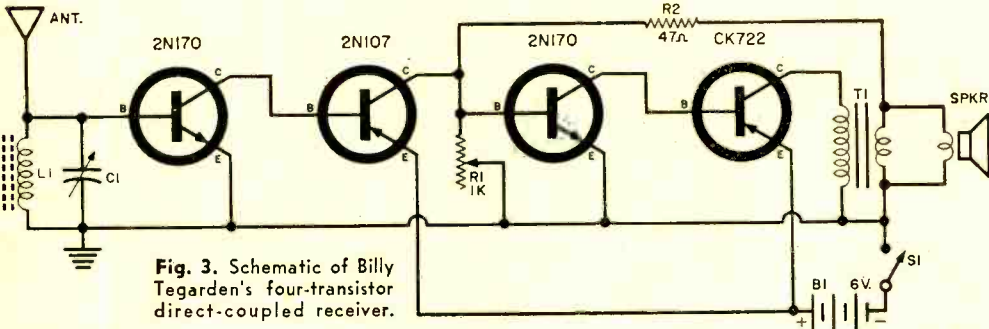 ANT.
2N170
2N107
2N170
R2
47Ω
CK722
C
C
C
C
B
B
B
B
T1
SPKR
L1
C1
E
E
R1
1K
E
E
S1
Fig. 3. Schematic of Billy
Tegarden's four-transistor
direct-coupled receiver.
B1
6V.
+
−